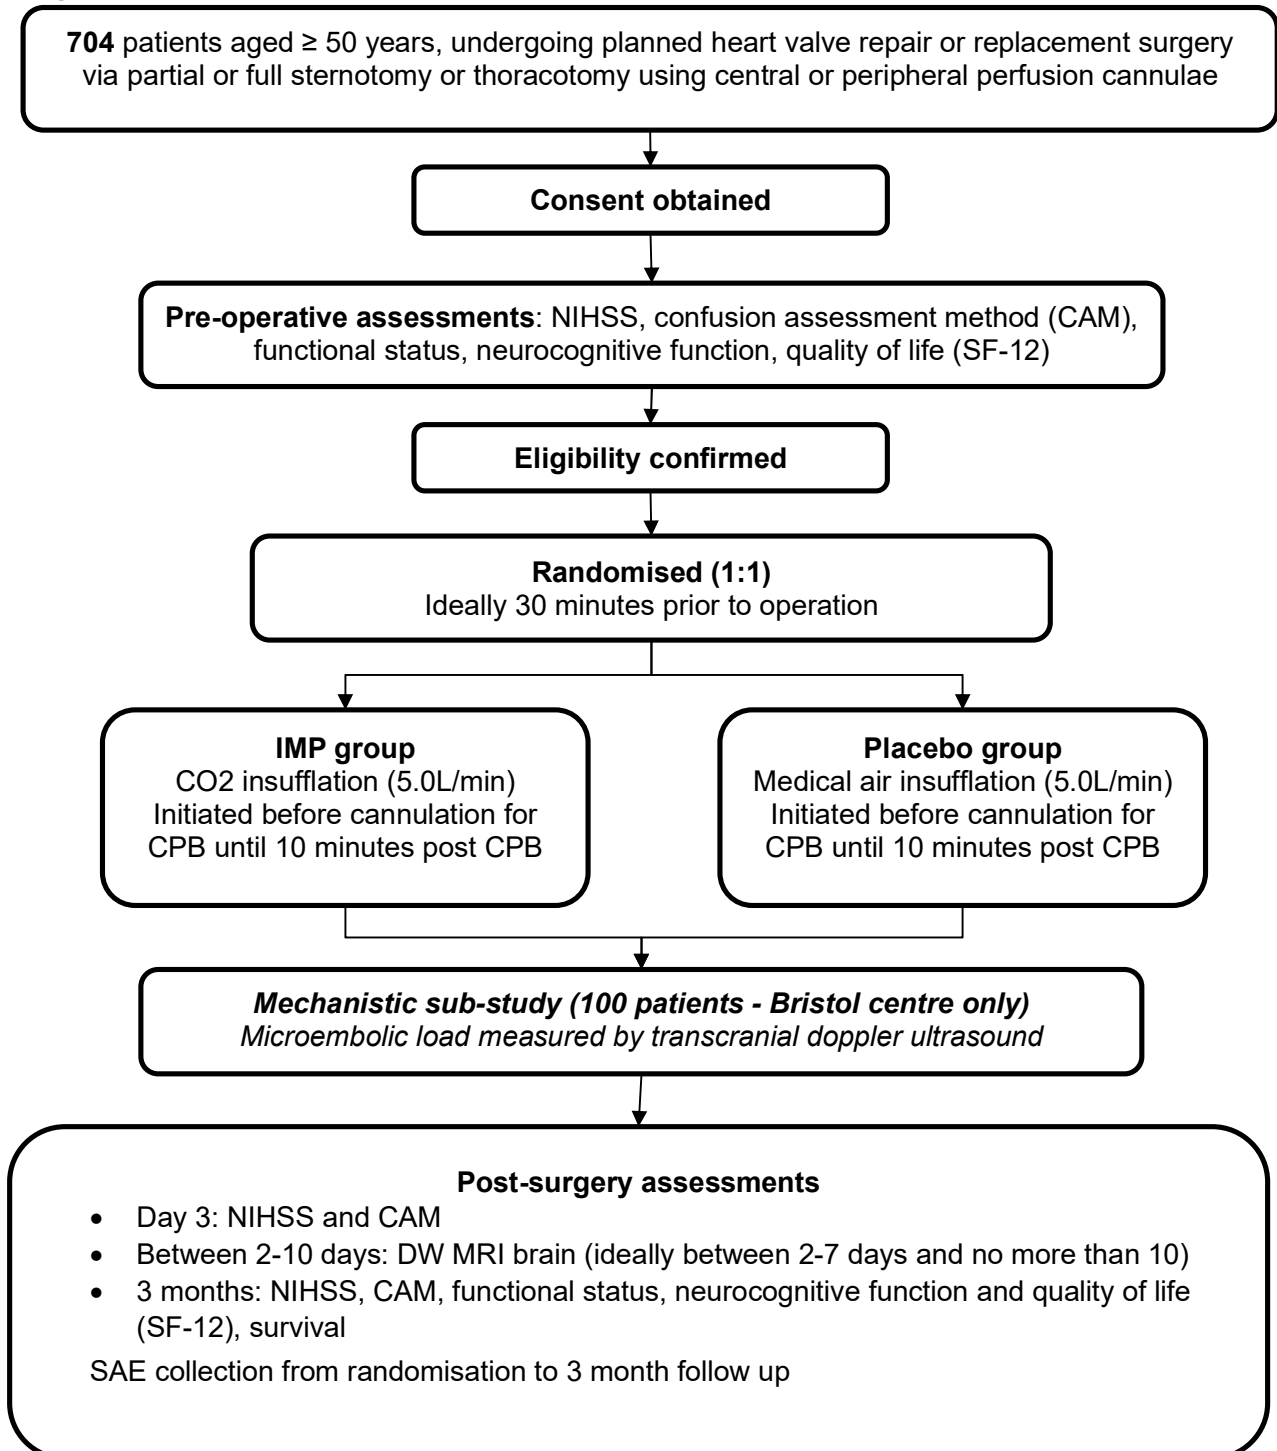 704 patients aged ≥ 50 years, undergoing planned heart valve repair or replacement surgery
via partial or full sternotomy or thoracotomy using central or peripheral perfusion cannulae
Consent obtained
Pre-operative assessments: NIHSS, confusion assessment method (CAM),
functional status, neurocognitive function, quality of life (SF-12)
Eligibility confirmed
Randomised (1:1)
Ideally 30 minutes prior to operation
IMP group
CO2 insufflation (5.0L/min)
Initiated before cannulation for
CPB until 10 minutes post CPB
Placebo group
Medical air insufflation (5.0L/min)
Initiated before cannulation for
CPB until 10 minutes post CPB
Mechanistic sub-study (100 patients - Bristol centre only)
Microembolic load measured by transcranial doppler ultrasound
Post-surgery assessments
• Day 3: NIHSS and CAM
• Between 2-10 days: DW MRI brain (ideally between 2-7 days and no more than 10)
• 3 months: NIHSS, CAM, functional status, neurocognitive function and quality of life
(SF-12), survival
SAE collection from randomisation to 3 month follow up